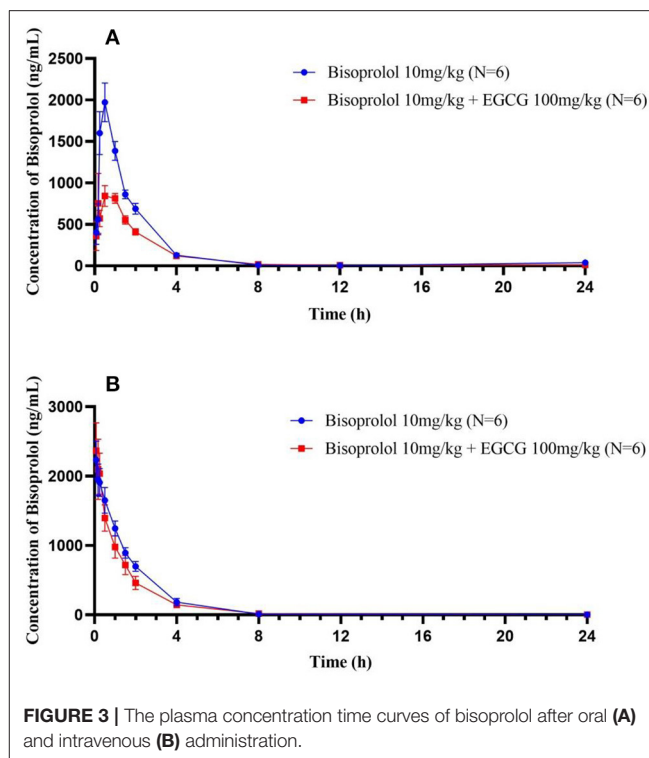 A
Concentration of Bisoprolol (ng/mL)
2500
2000
1500
1000
500
0
Bisoprolol 10mg/kg (N=6)
Bisoprolol 10mg/kg + EGCG 100mg/kg (N=6)
0 4 8 12 16 20 24
Time (h)
B
Concentration of Bisoprolol (ng/mL)
3000
2000
1000
0
Bisoprolol 10mg/kg (N=6)
Bisoprolol 10mg/kg + EGCG 100mg/kg (N=6)
0 4 8 12 16 20 24
Time (h)
FIGURE 3 | The plasma concentration time curves of bisoprolol after oral (A)
and intravenous (B) administration.